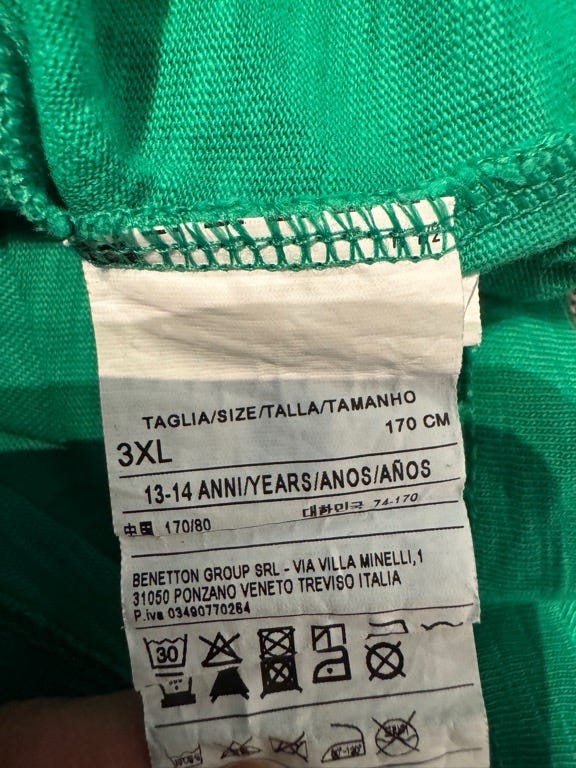 TAGLIA/SIZE/TALLA/TAMANHO
3XL 170 CM
13-14 ANNI/YEARS/ANOS/AÑOS
中国 170/80 대한민국 74-170
BENETTON GROUP SRL - VIA VILLA MINELLI,1
31050 PONZANO VENETO TREVISO ITALIA
P.iva 03490770264
30